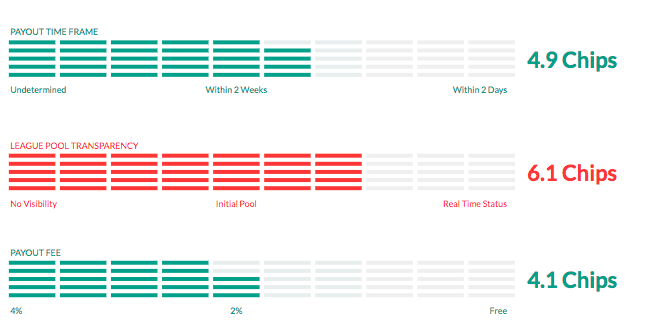 PAYOUT TIME FRAME
4.9 Chips
Undetermined Within 2 Weeks Within 2 Days
LEAGUE POOL TRANSPARENCY
6.1 Chips
No Visibility Initial Pool Real Time Status
PAYOUT FEE
4.1 Chips
4% 2% Free